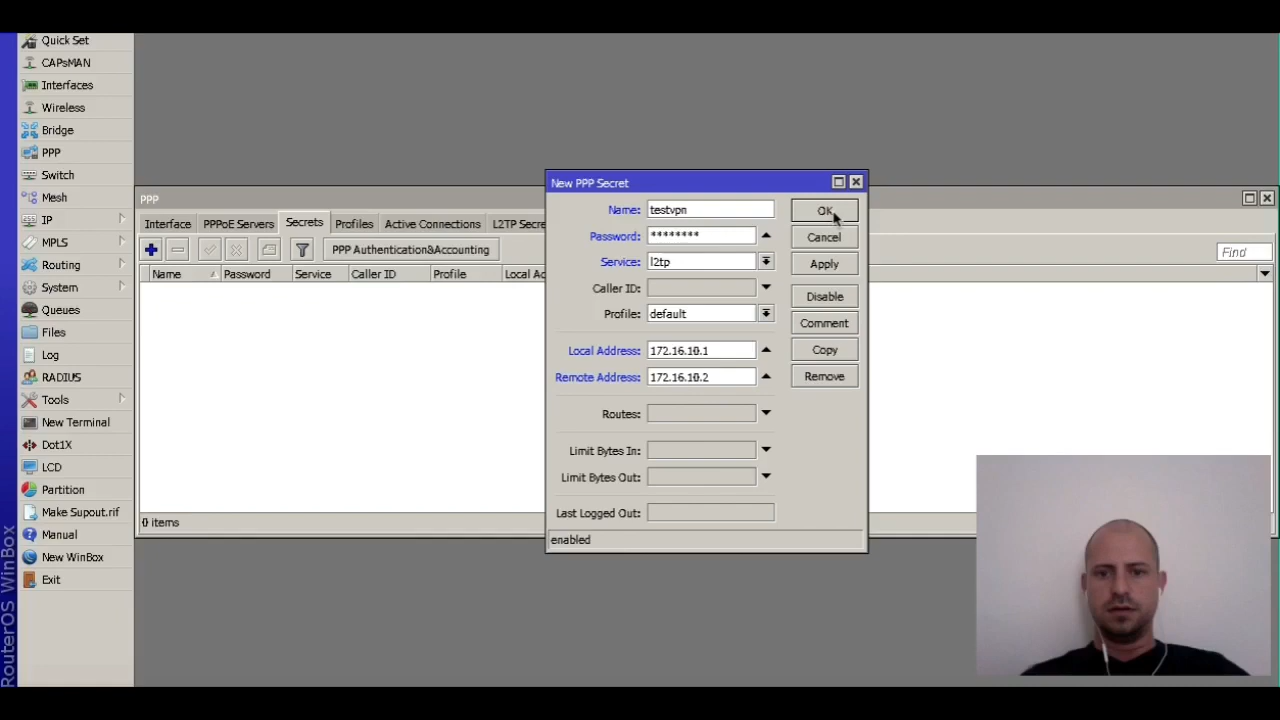 Quick Set
CAPsMAN
Interfaces
Wireless
Bridge
PPP
Switch
Mesh
IP
MPLS
Routing
System
Queues
Files
Log
RADIUS
Tools
New Terminal
Dot1X
LCD
Partition
Make Supout.rif
Manual
New WinBox
Exit
RouterOS WinBox
PPP
Interface PPPoE Servers Secrets Profiles Active Connections L2TP Secre
PPP Authentication&Accounting
Find
Name Password Service Caller ID Profile Local Ad
0 items
New PPP Secret
Name: testvpn
Password: ********
Service: l2tp
Caller ID:
Profile: default
Local Address: 172.16.10.1
Remote Address: 172.16.10.2
Routes:
Limit Bytes In:
Limit Bytes Out:
Last Logged Out:
enabled
OK
Cancel
Apply
Disable
Comment
Copy
Remove